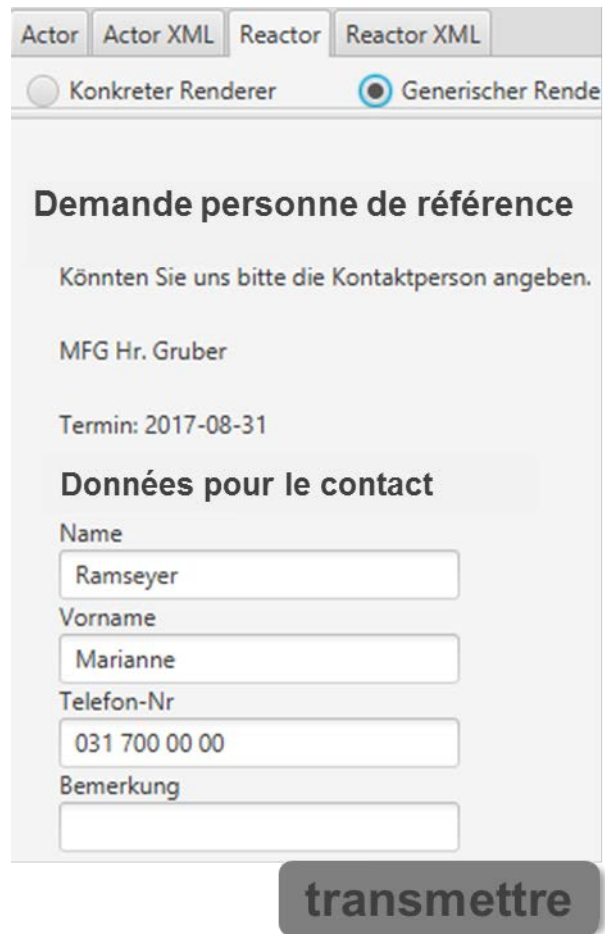 Actor Actor XML Reactor Reactor XML
Konkreter Renderer Generischer Rende
Demande personne de référence
Könnten Sie uns bitte die Kontaktperson angeben.
MFG Hr. Gruber
Termin: 2017-08-31
Données pour le contact
Name
Ramseyer
Vorname
Marianne
Telefon-Nr
031 700 00 00
Bemerkung
transmettre